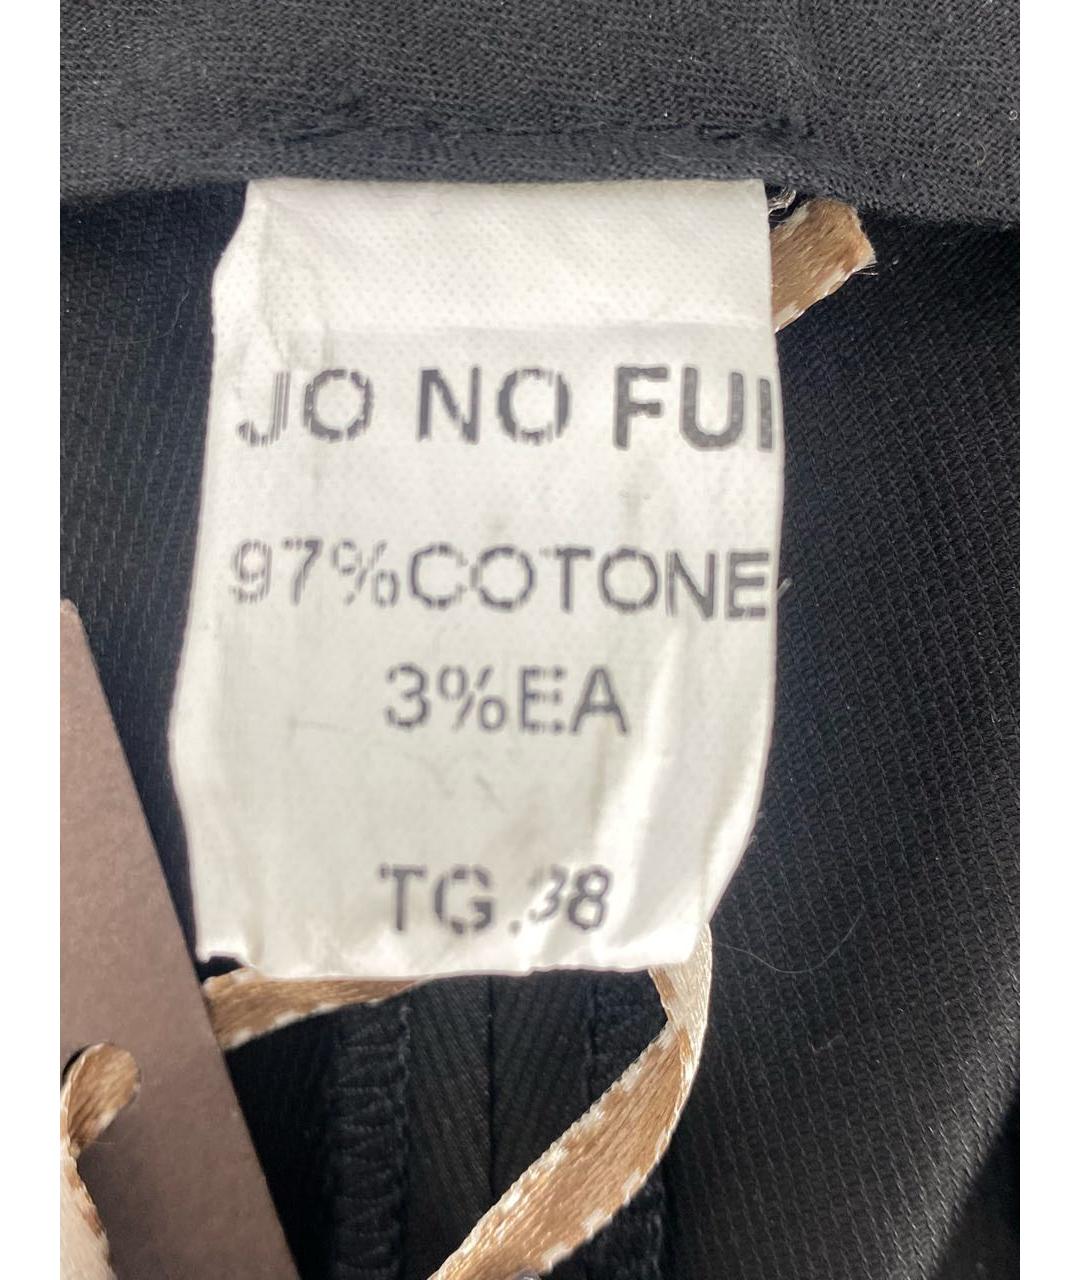 JO NO FUI
97%COTONE
3%EA
TG.38